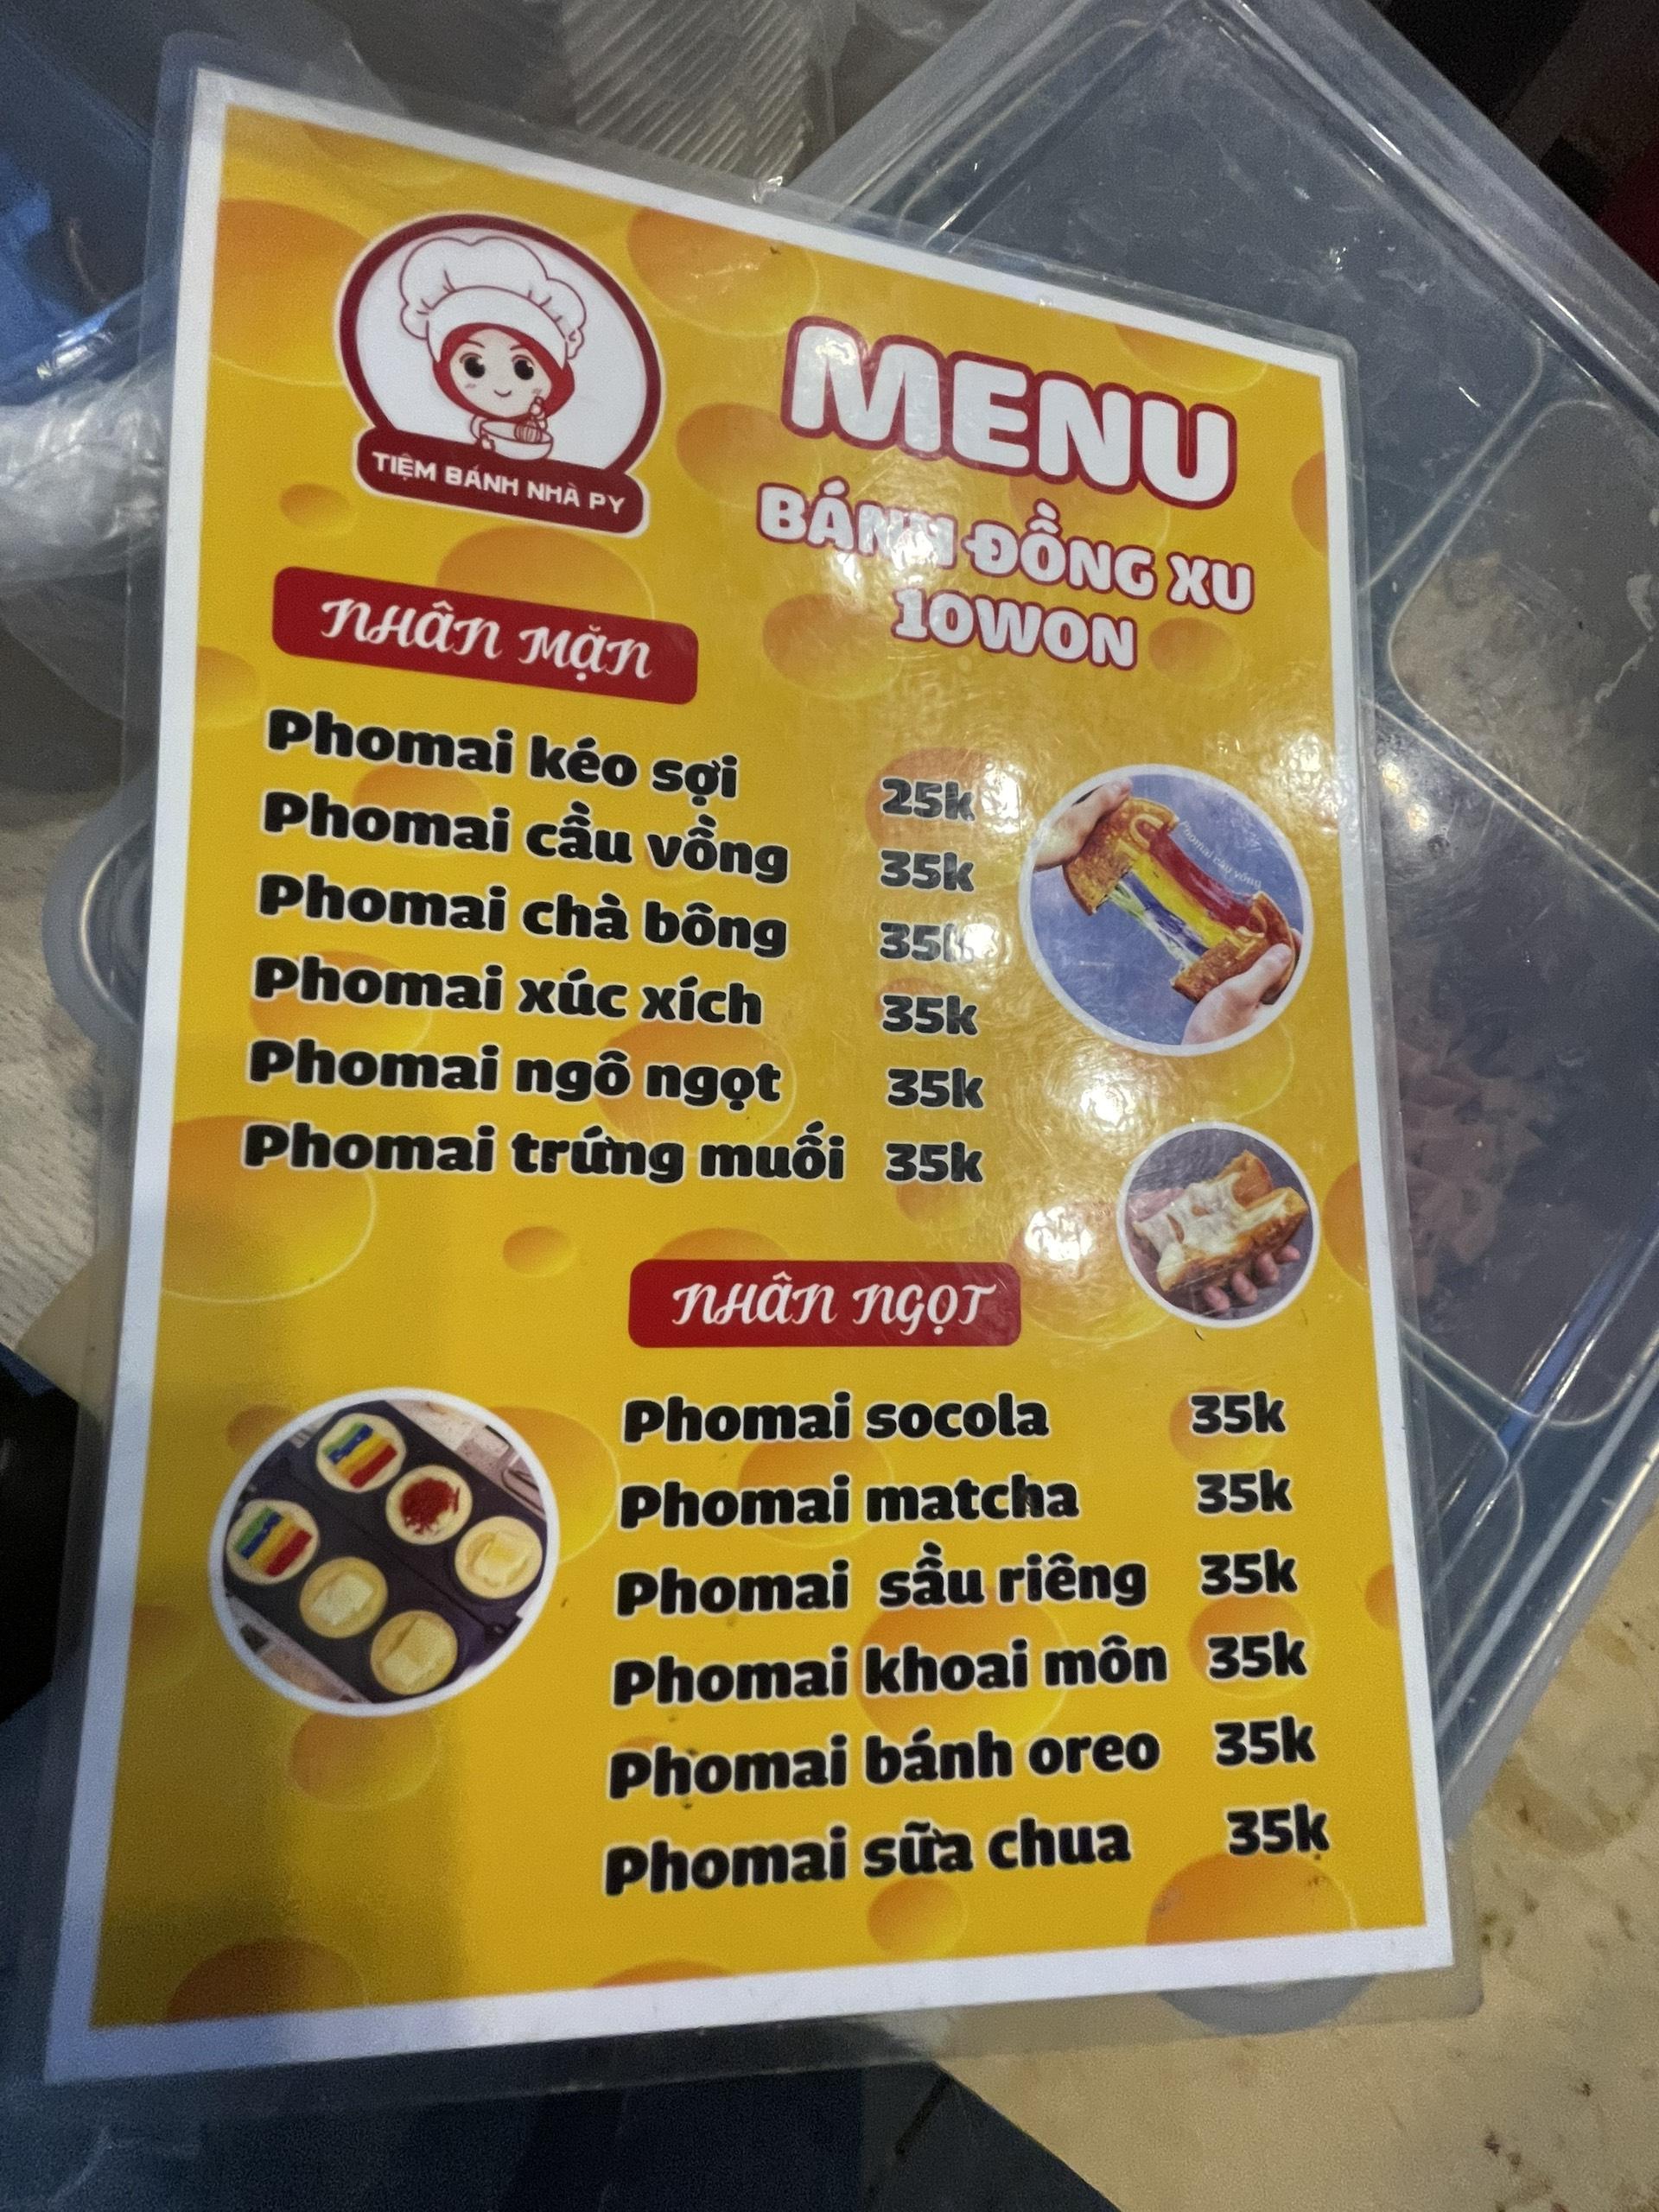 TIỆM BÁNH NHÀ PY
MENU
BÁNH ĐỒNG XU
10WON
NHÂN MẶN
Phomai kéo sợi 25k
Phomai cầu vồng 35k
Phomai chà bông 35k
Phomai xúc xích 35k
Phomai ngô ngọt 35k
Phomai trứng muối 35k
Phomai cầu vồng
NHÂN NGỌT
Phomai socola 35k
Phomai matcha 35k
Phomai sầu riêng 35k
Phomai khoai môn 35k
Phomai bánh oreo 35k
Phomai sữa chua 35k